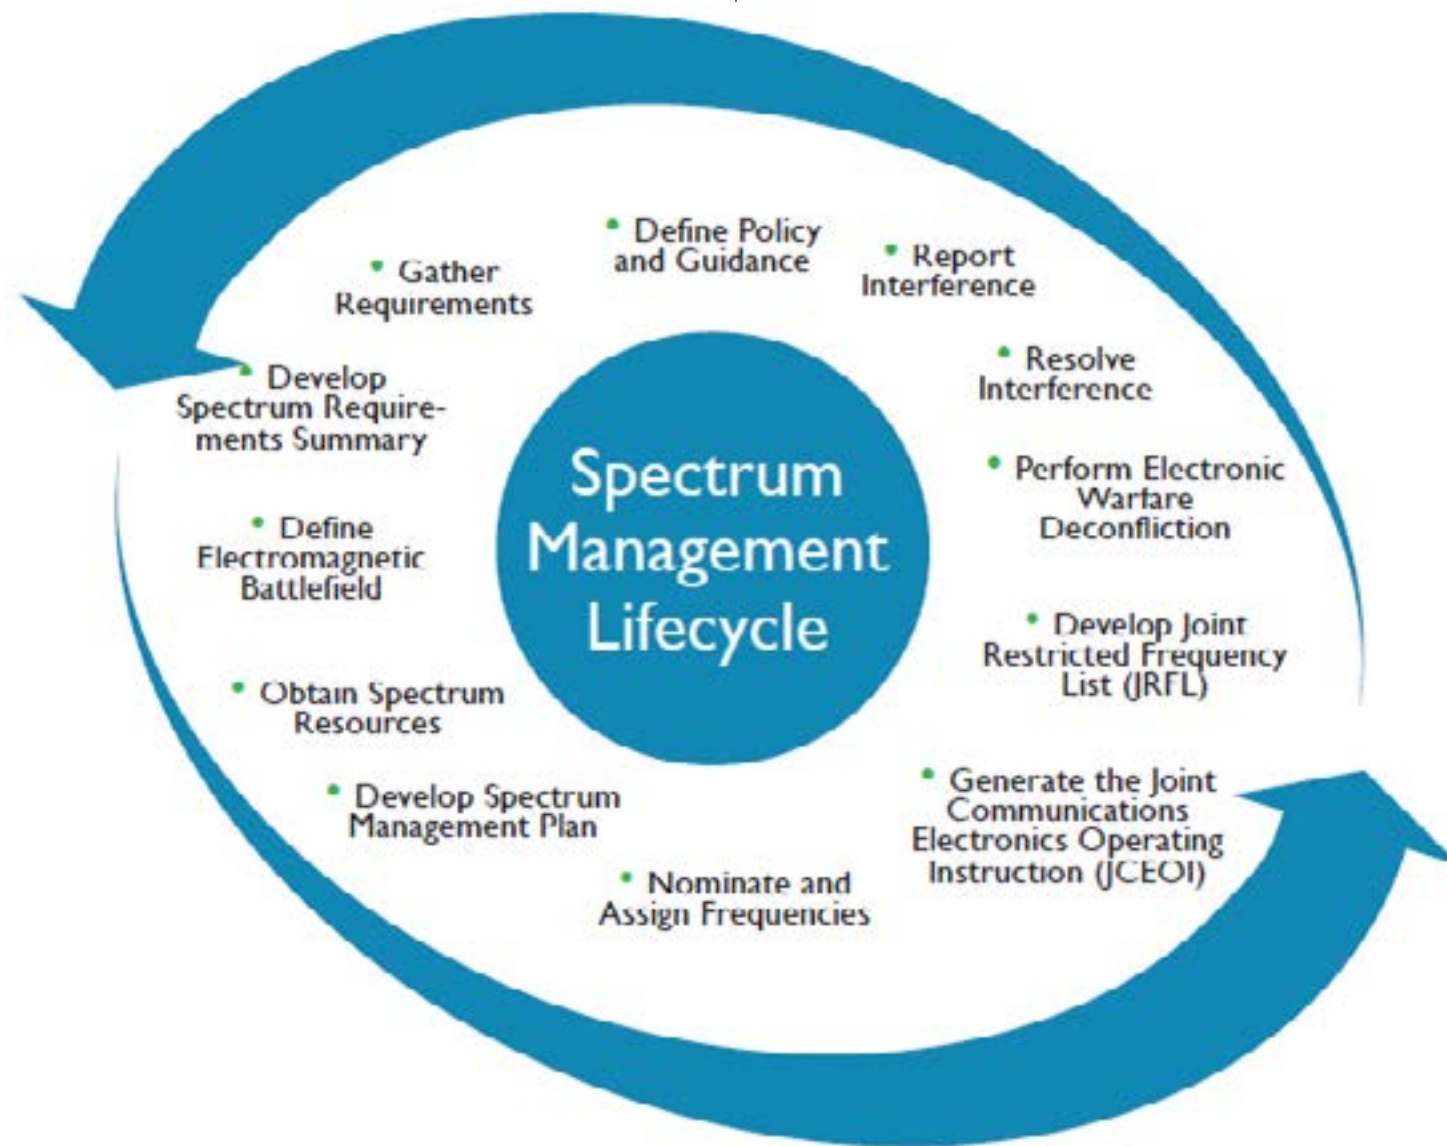 • Define Policy
and Guidance
• Report
Interference
• Gather
Requirements
• Resolve
Interference
• Develop
Spectrum Require-
ments Summary
Spectrum
Management
Lifecycle
• Perform Electronic
Warfare
Deconfliction
• Define
Electromagnetic
Battlefield
• Develop Joint
Restricted Frequency
List (JRFL)
• Obtain Spectrum
Resources
• Generate the Joint
Communications
Electronics Operating
Instruction (JCEOI)
• Develop Spectrum
Management Plan
• Nominate and
Assign Frequencies